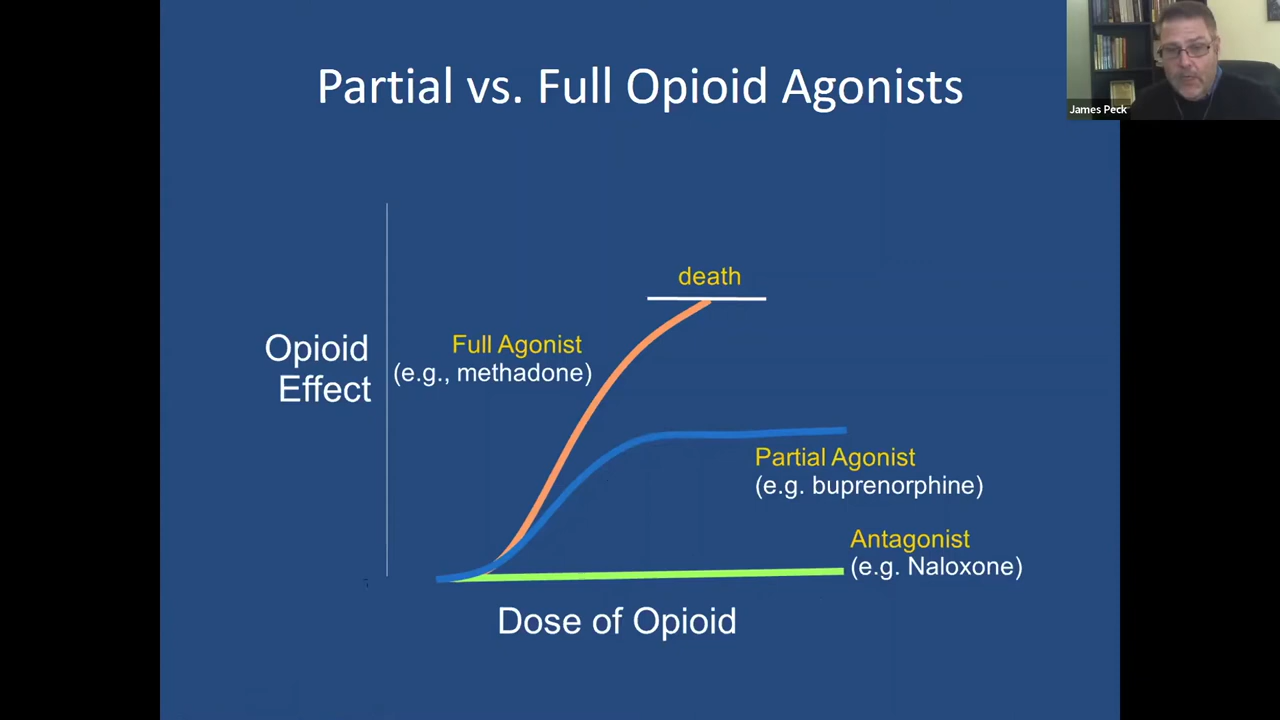 Partial vs. Full Opioid Agonists
James Peck
death
Full Agonist
(e.g., methadone)
Opioid
Effect
Partial Agonist
(e.g. buprenorphine)
Antagonist
(e.g. Naloxone)
Dose of Opioid